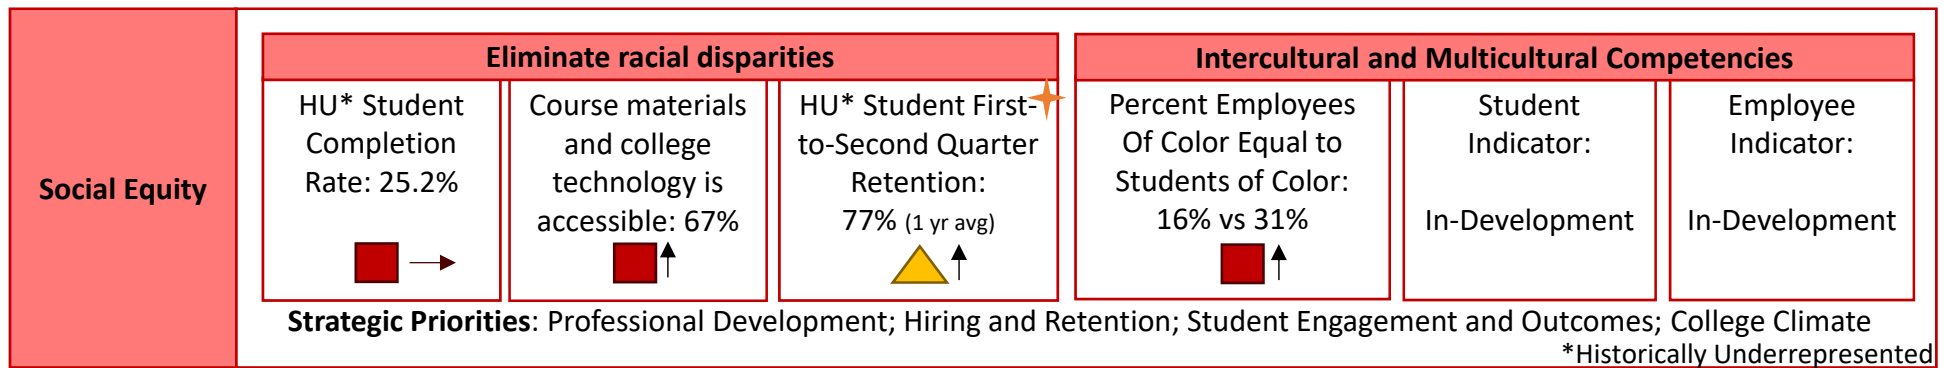 Social Equity
Eliminate racial disparities
HU* Student
Completion
Rate: 25.2%
Course materials
and college
technology is
accessible: 67%
HU* Student First-
to-Second Quarter
Retention:
77% (1 yr avg)
Intercultural and Multicultural Competencies
Percent Employees
Of Color Equal to
Students of Color:
16% vs 31%
Student
Indicator:
In-Development
Employee
Indicator:
In-Development
Strategic Priorities: Professional Development; Hiring and Retention; Student Engagement and Outcomes; College Climate
*Historically Underrepresented